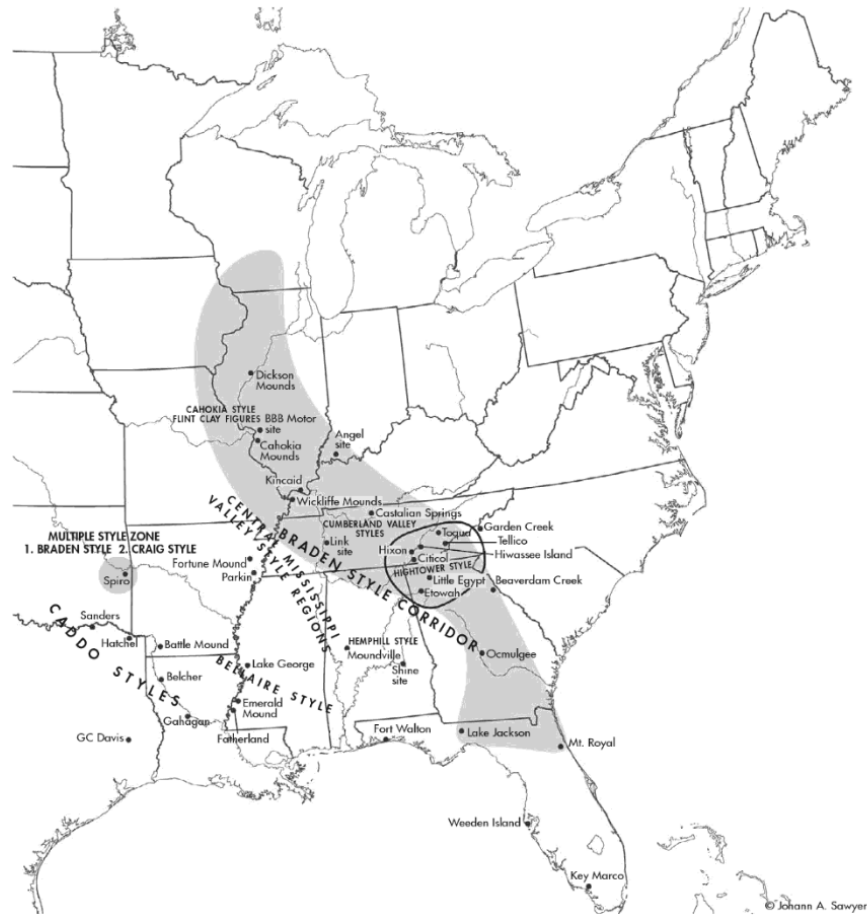 Dickson
Mounds
CAHOKIA STYLE
FLINT CLAY FIGURES
BBB Motor
site
Cahokia
Mounds
Angel
site
Kincaid
Wickliffe Mounds
CENTRAL MISSISSIPPI
VALLEY STYLE REGIONS
BRADEN STYLE CORRIDOR
Castalian Springs
CUMBERLAND VALLEY
STYLES
Link
site
Garden Creek
Toqua
Tellico
Hixon
Hiwassee Island
Citicol
HIGHTOWER STYLE
Little Egypt
Beaverdam Creek
Etowah
MULTIPLE STYLE ZONE
1. BRADEN STYLE 2. CRAIG STYLE
Spiro
Fortune Mound
Parkin
CADDO STYLES
Sanders
Hatchel
Battle Mound
Belcher
Gahagan
GC Davis
BELLAIRE STYLE
Lake George
Emerald
Mound
Fatherland
HEMPHILL STYLE
Moundville
Shine
site
Ocmulgee
Fort Walton
Lake Jackson
Mt. Royal
Weeden Island
Key Marco
© Johann A. Sawyer